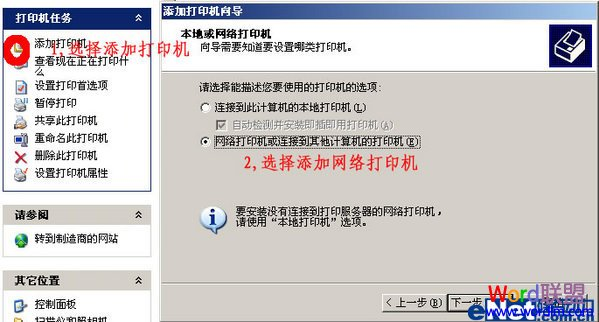 打印机任务
添加打印机
1,选择添加打印机
查看现在正在打印什
么
设置打印首选项
暂停打印
共享此打印机
重命名此打印机
删除此打印机
设置打印机属性
请参阅
转到制造商的网站
其它位置
控制面板
扫描仪和照相机
添加打印机向导
本地或网络打印机
向导需要知道要设置哪类打印机。
请选择能描述您要使用的打印机的选项:
连接到此计算机的本地打印机(L)
自动检测并安装即插即用打印机(A)
网络打印机或连接到其他计算机的打印机(E)
2,选择添加网络打印机
要安装没有连接到打印服务器的网络打印机,
请使用“本地打印机”选项。
< 上一步(B)
下一步
Word联盟
www.wordlm.com